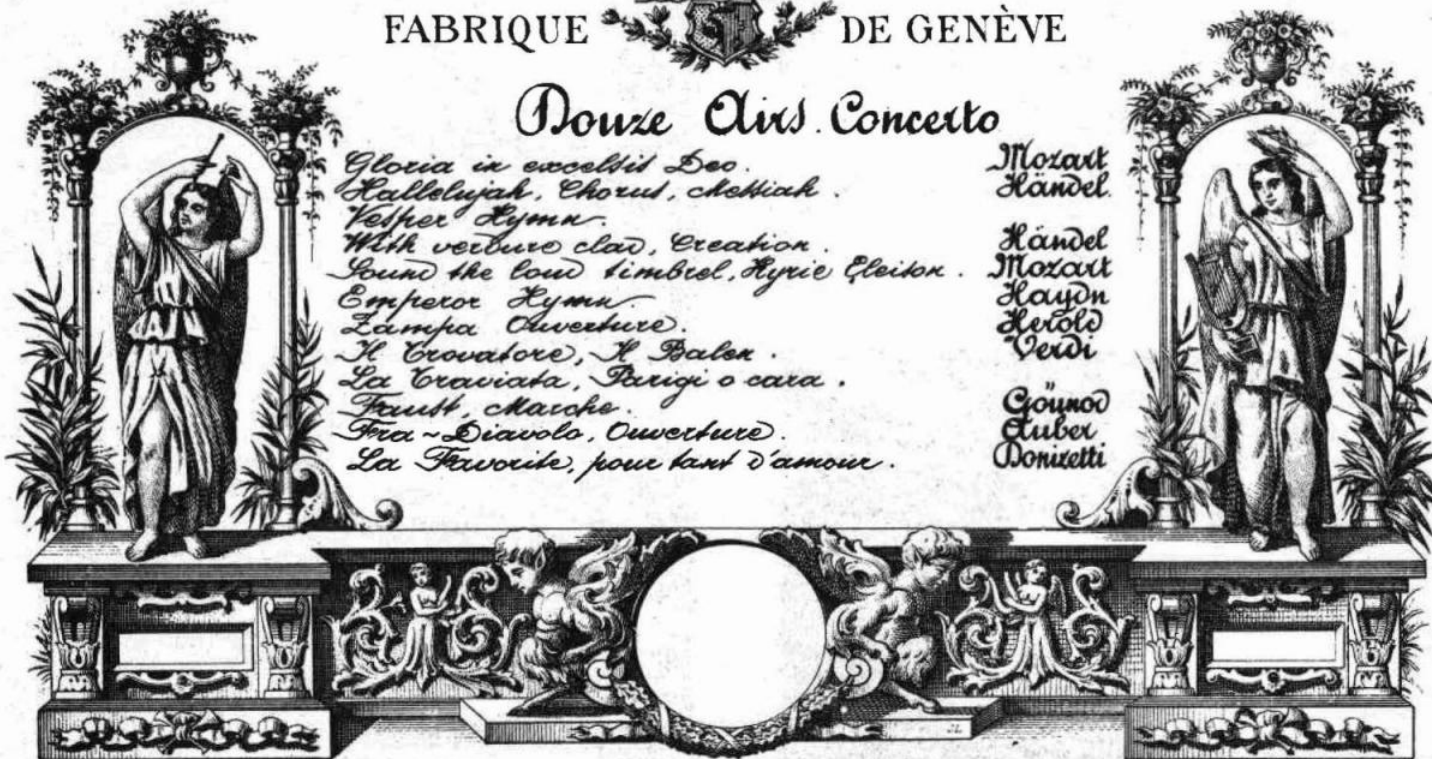 FABRIQUE DE GENÈVE
Douze Airs. Concerto
Gloria in excelsis Deo. Mozart
Hallelujah, Chorus, Messiah. Händel.
Vesper Hymn.
With verdure clad, Creation. Händel
Sound the loud timbrel, Kyrie Eleison. Mozart
Emperor Hymn. Haydn
Zampa Ouverture. Herold
Il Trovatore, Il Balen. Verdi
La Traviata, Parigi o cara.
Faust, Marche. Goünod
Fra~Diavolo, Ouverture. Auber
La Favorite, pour tant d'amour. Donizetti